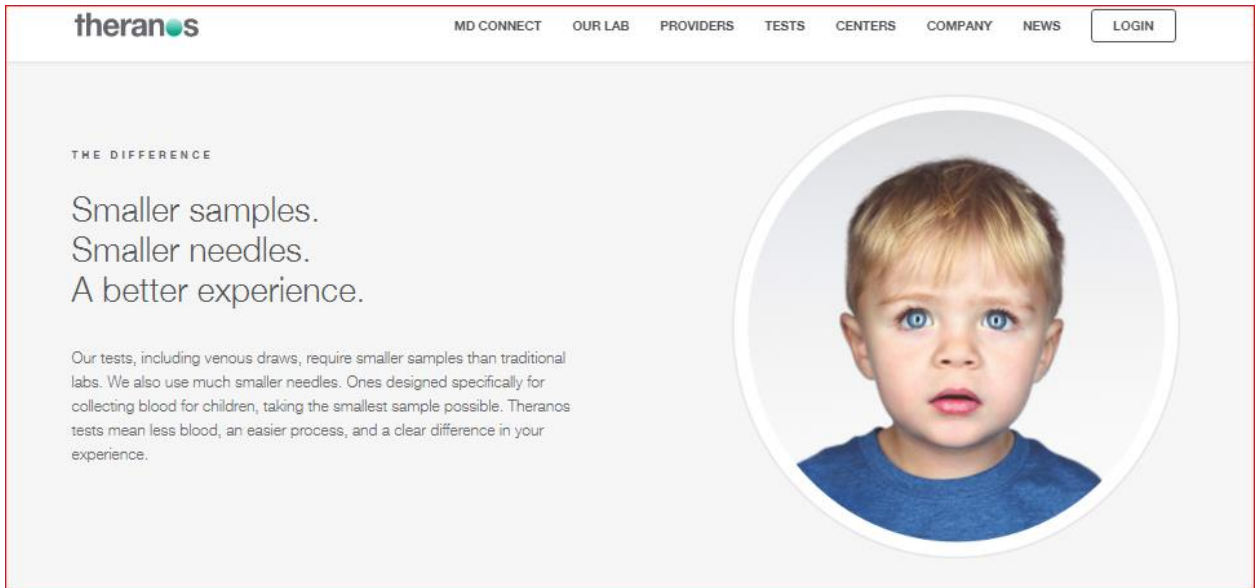 theranos
MD CONNECT OUR LAB PROVIDERS TESTS CENTERS COMPANY NEWS LOGIN
THE DIFFERENCE
Smaller samples.
Smaller needles.
A better experience.
Our tests, including venous draws, require smaller samples than traditional
labs. We also use much smaller needles. Ones designed specifically for
collecting blood for children, taking the smallest sample possible. Theranos
tests mean less blood, an easier process, and a clear difference in your
experience.